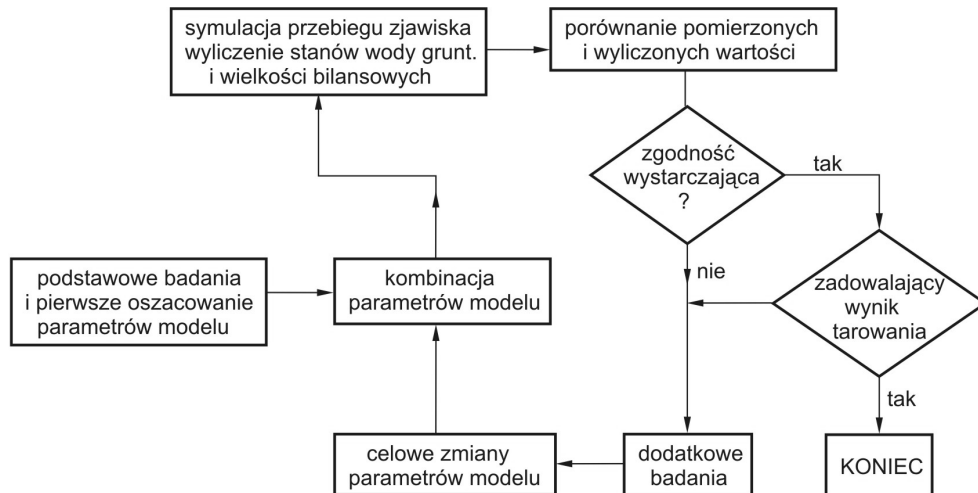 symulacja przebiegu zjawiska
wyliczenie stanów wody grunt.
i wielkości bilansowych
porównanie pomierzonych
i wyliczonych wartości
zgodność
wystarczająca
?
tak
podstawowe badania
i pierwsze oszacowanie
parametrów modelu
kombinacja
parametrów modelu
nie
zadowalający
wynik
tarowania
tak
celowe zmiany
parametrów modelu
dodatkowe
badania
KONIEC